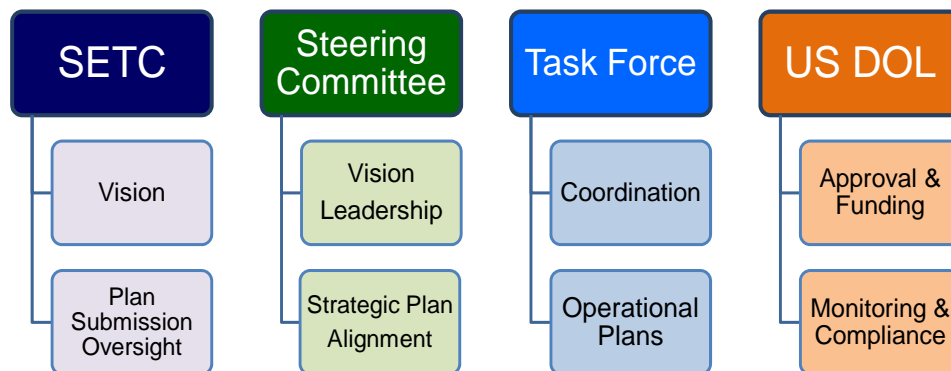 SETC
Steering
Committee
Task Force
US DOL
Vision
Vision
Leadership
Coordination
Approval &
Funding
Plan
Submission
Oversight
Strategic Plan
Alignment
Operational
Plans
Monitoring &
Compliance